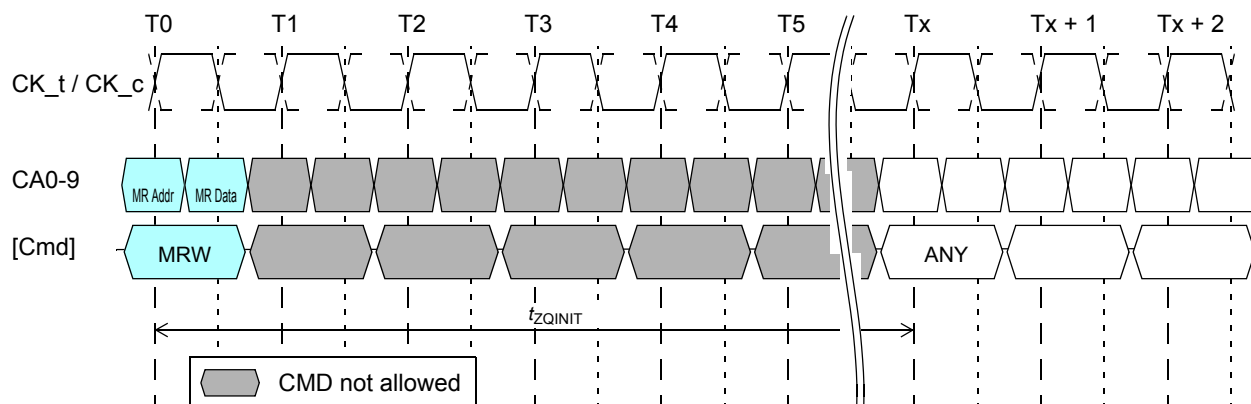 T0 T1 T2 T3 T4 T5 Tx Tx + 1 Tx + 2
CK_t / CK_c
CA0-9 MR Addr MR Data
[Cmd] MRW ANY
tZQINIT
CMD not allowed